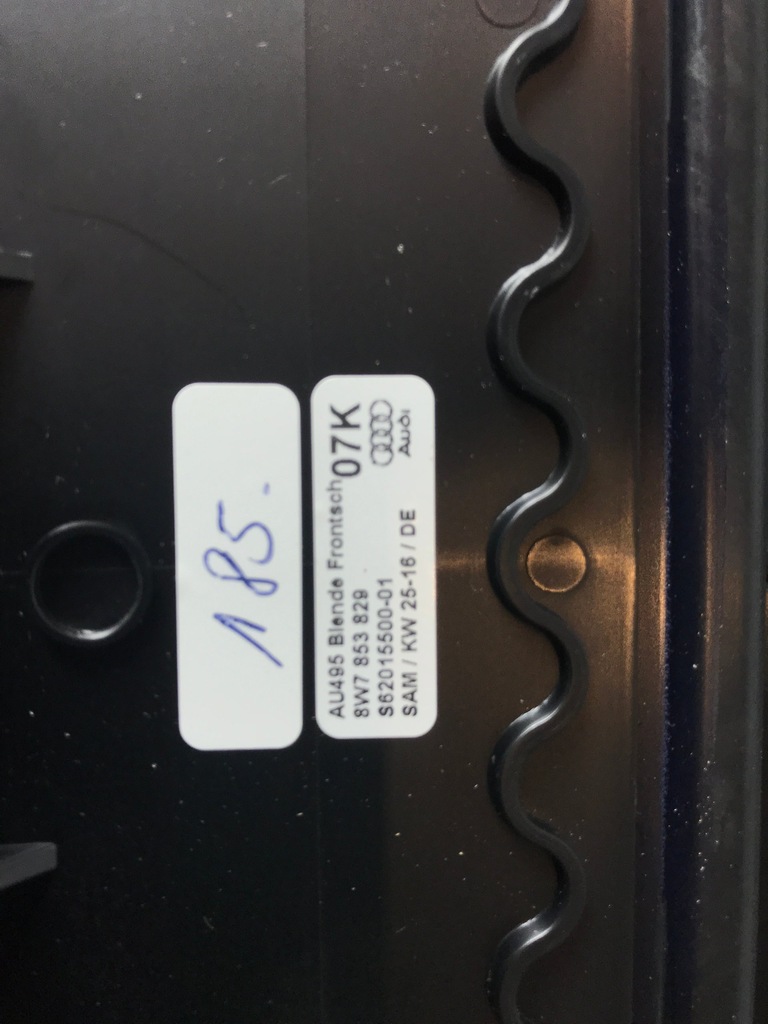 185.
AU495 Blende Frontsch
07K
8W7 853 829
S62015500-01
SAM / KW 25-16 / DE
Audi